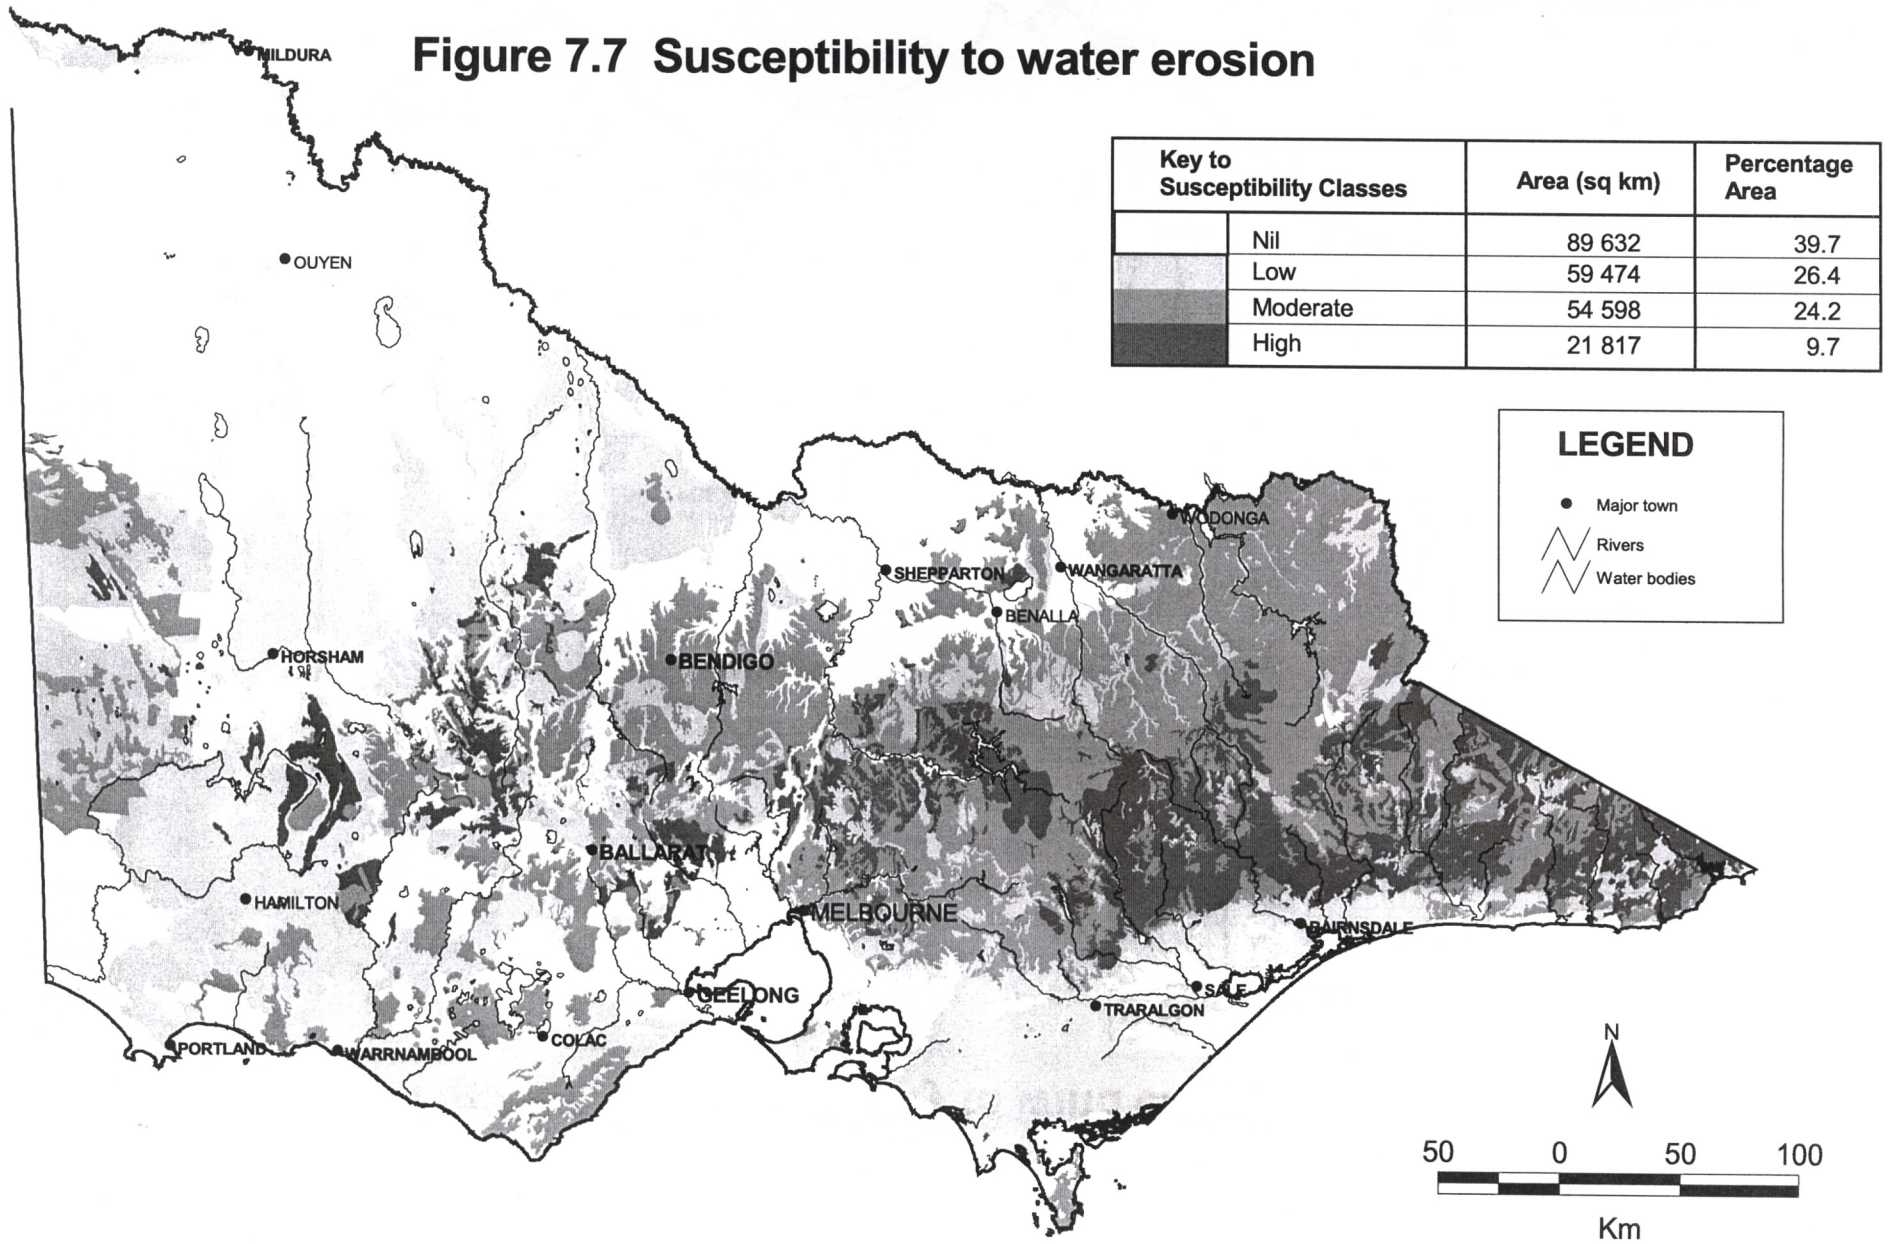 Figure 7.7 Susceptibility to water erosion
Key to
Susceptibility Classes
Area (sq km)
Percentage
Area
Nil 89 632 39.7
Low 59 474 26.4
Moderate 54 598 24.2
High 21 817 9.7
LEGEND
Major town
Rivers
Water bodies
MILDURA
OUYEN
WODONGA
SHEPPARTON
WANGARATTA
BENALLA
HORSHAM
BENDIGO
BALLARAT
HAMILTON
MELBOURNE
BAIRNSDALE
GEELONG
SALE
TRARALGON
PORTLAND
WARRNAMBOOL
COLAC
N
50 0 50 100
Km